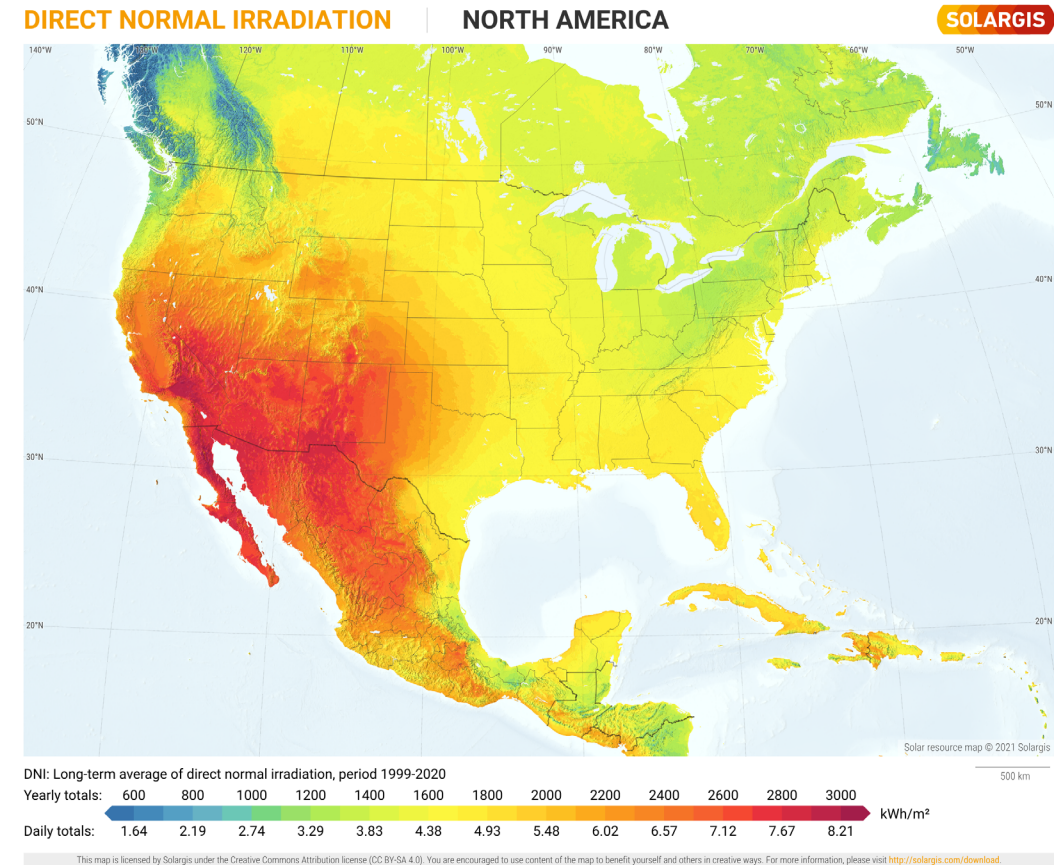 DIRECT NORMAL IRRADIATION | NORTH AMERICA
SOLARGIS
140°W 130°W 120°W 110°W 100°W 90°W 80°W 70°W 60°W 50°W
50°N 50°N
40°N 40°N
30°N 30°N
20°N 20°N
Solar resource map © 2021 Solargis
500 km
DNI: Long-term average of direct normal irradiation, period 1999-2020
Yearly totals: 600 800 1000 1200 1400 1600 1800 2000 2200 2400 2600 2800 3000
kWh/m²
Daily totals: 1.64 2.19 2.74 3.29 3.83 4.38 4.93 5.48 6.02 6.57 7.12 7.67 8.21
This map is licensed by Solargis under the Creative Commons Attribution license (CC BY-SA 4.0). You are encouraged to use content of the map to benefit yourself and others in creative ways. For more information, please visit http://solargis.com/download.